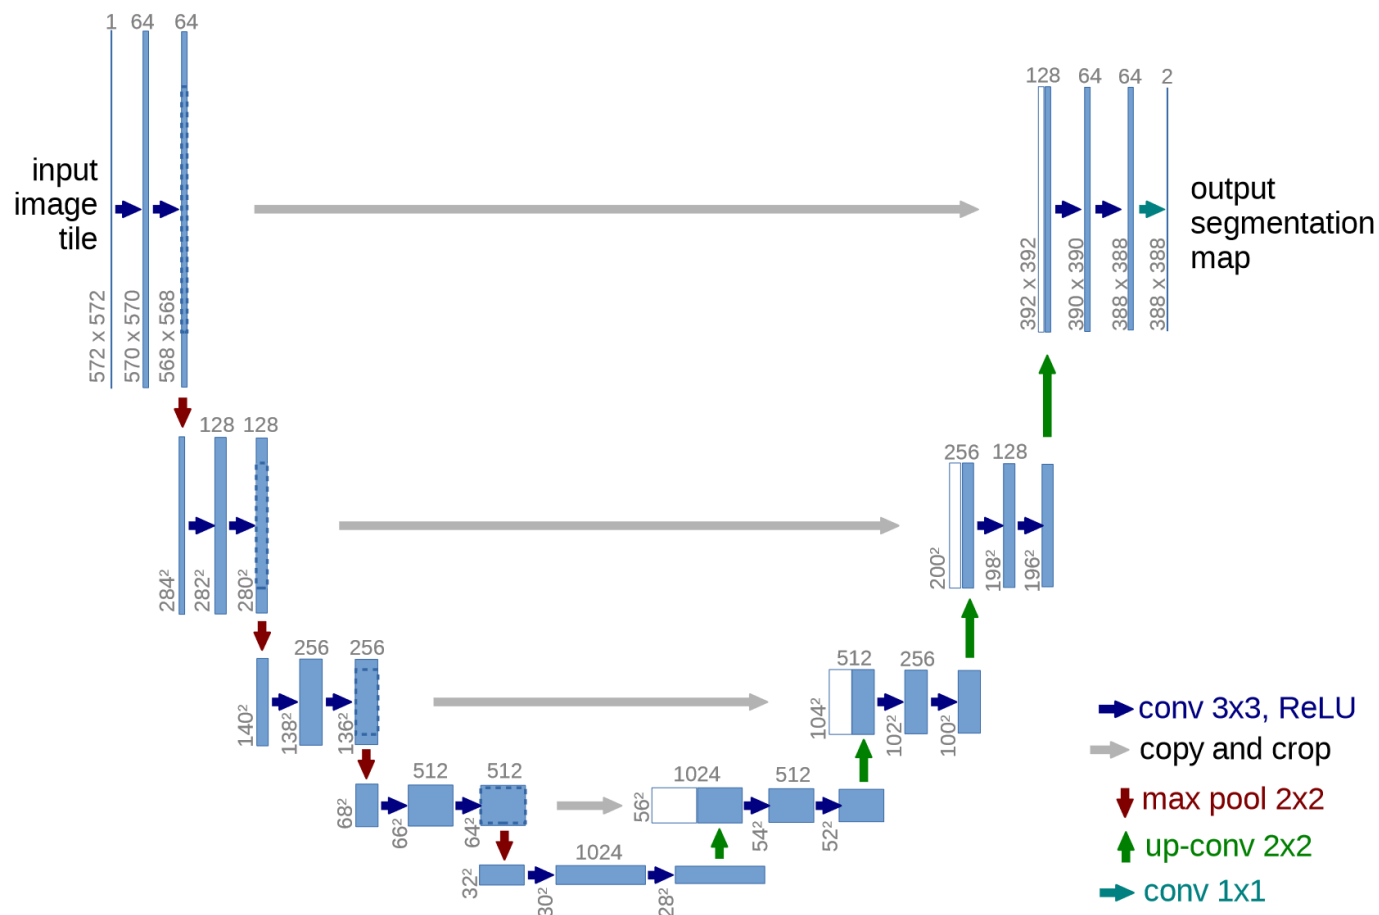 1 64 64
128 64 64 2
input
image
tile
output
segmentation
map
572 x 572
570 x 570
568 x 568
392 x 392
390 x 390
388 x 388
388 x 388
128 128
256 128
284²
282²
280²
200²
198²
196²
256 256
512 256
140²
138²
136²
104²
102²
100²
512 512
1024 512
68²
66²
64²
56²
54²
52²
1024
32²
30²
28²
conv 3x3, ReLU
copy and crop
max pool 2x2
up-conv 2x2
conv 1x1